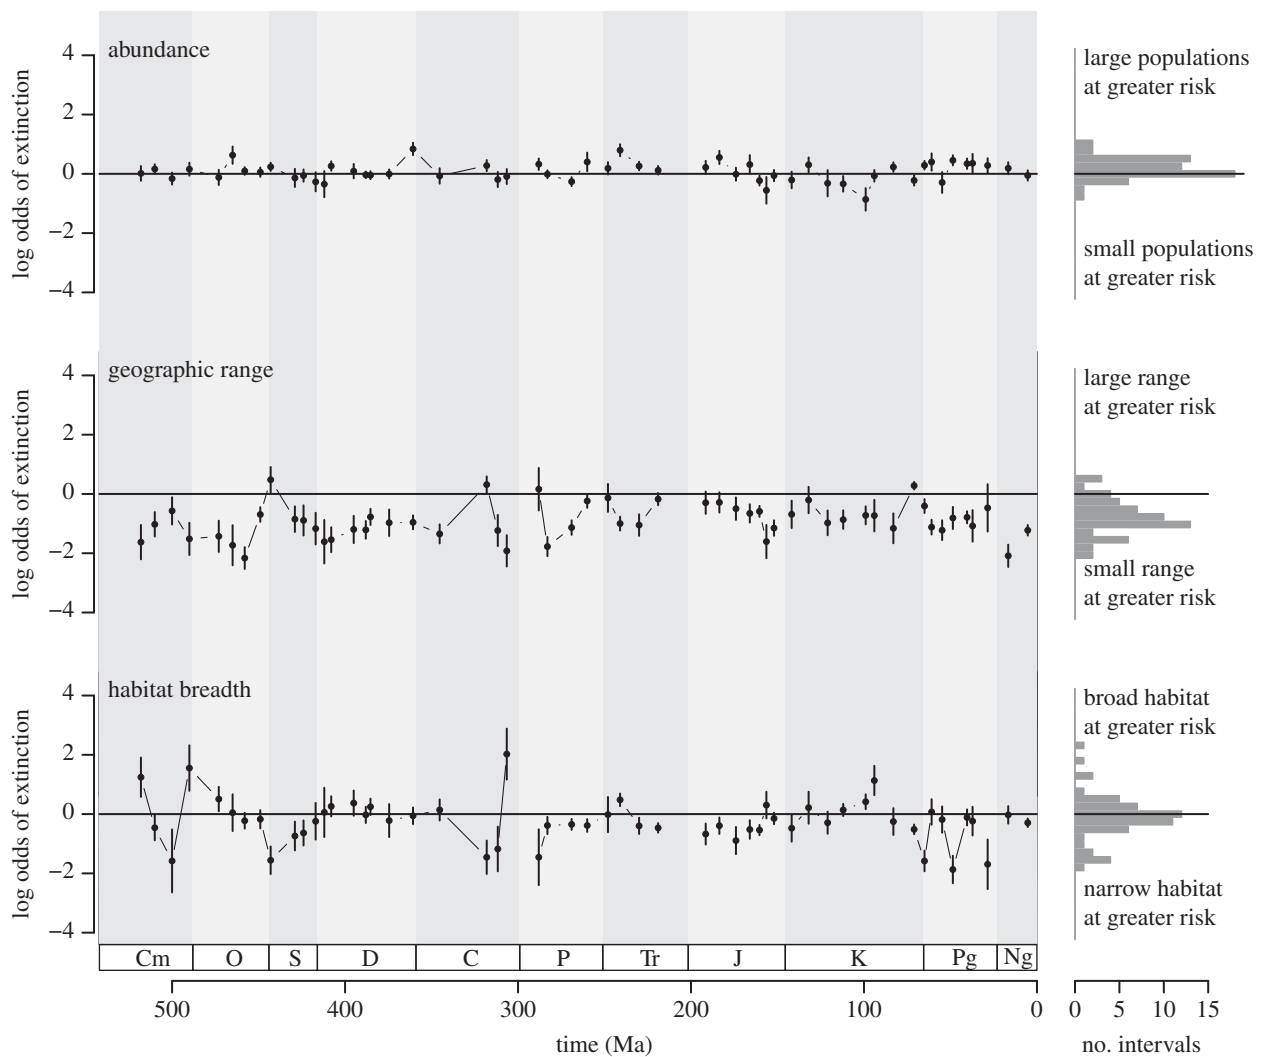 abundance
4
2
0
−2
−4
log odds of extinction
large populations
at greater risk
small populations
at greater risk
geographic range
4
2
0
−2
−4
log odds of extinction
large range
at greater risk
small range
at greater risk
habitat breadth
4
2
0
−2
−4
log odds of extinction
broad habitat
at greater risk
narrow habitat
at greater risk
Cm O S D C P Tr J K Pg Ng
500 400 300 200 100 0
time (Ma)
0 5 10 15
no. intervals